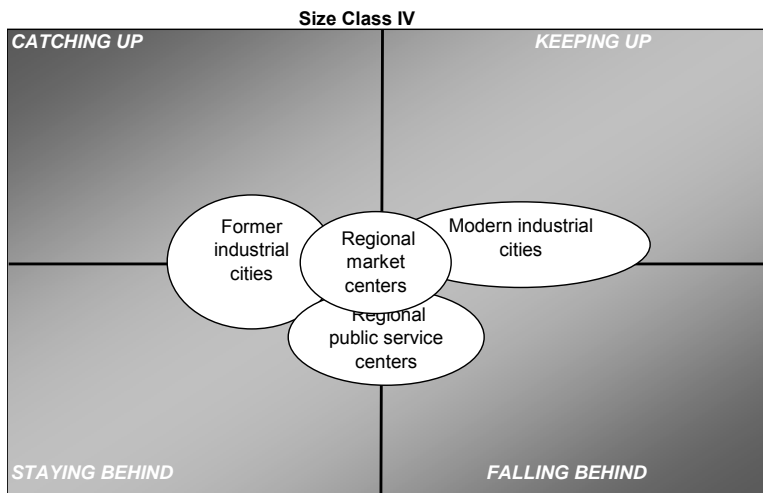 Size Class IV
CATCHING UP
KEEPING UP
Former
industrial
cities
Regional
market
centers
Modern industrial
cities
Regional
public service
centers
STAYING BEHIND
FALLING BEHIND